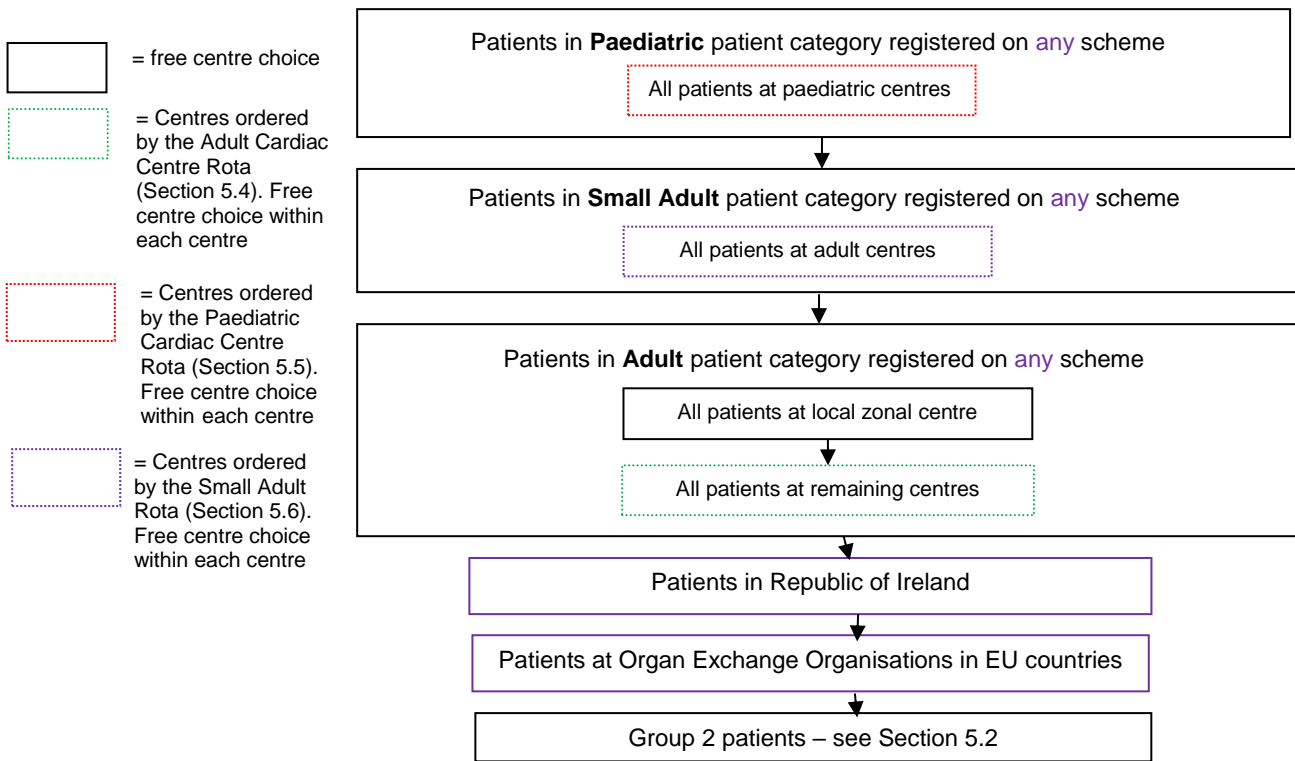 = free centre choice
= Centres ordered
by the Adult Cardiac
Centre Rota
(Section 5.4). Free
centre choice within
each centre
= Centres ordered
by the Paediatric
Cardiac Centre
Rota (Section 5.5).
Free centre choice
within each centre
= Centres ordered
by the Small Adult
Rota (Section 5.6).
Free centre choice
within each centre
Patients in Paediatric patient category registered on any scheme
All patients at paediatric centres
Patients in Small Adult patient category registered on any scheme
All patients at adult centres
Patients in Adult patient category registered on any scheme
All patients at local zonal centre
All patients at remaining centres
Patients in Republic of Ireland
Patients at Organ Exchange Organisations in EU countries
Group 2 patients – see Section 5.2